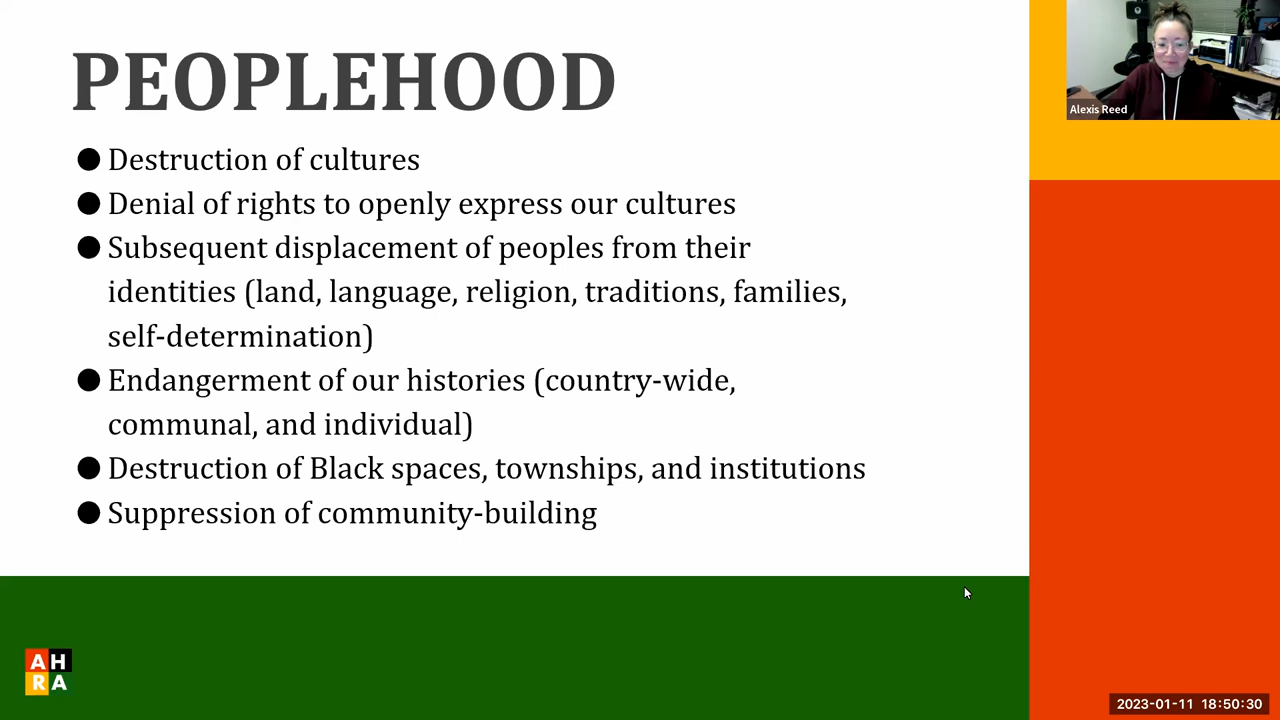 PEOPLEHOOD
Alexis Reed
● Destruction of cultures
● Denial of rights to openly express our cultures
● Subsequent displacement of peoples from their
identities (land, language, religion, traditions, families,
self-determination)
● Endangerment of our histories (country-wide,
communal, and individual)
● Destruction of Black spaces, townships, and institutions
● Suppression of community-building
AH
RA
2023-01-11 18:50:30